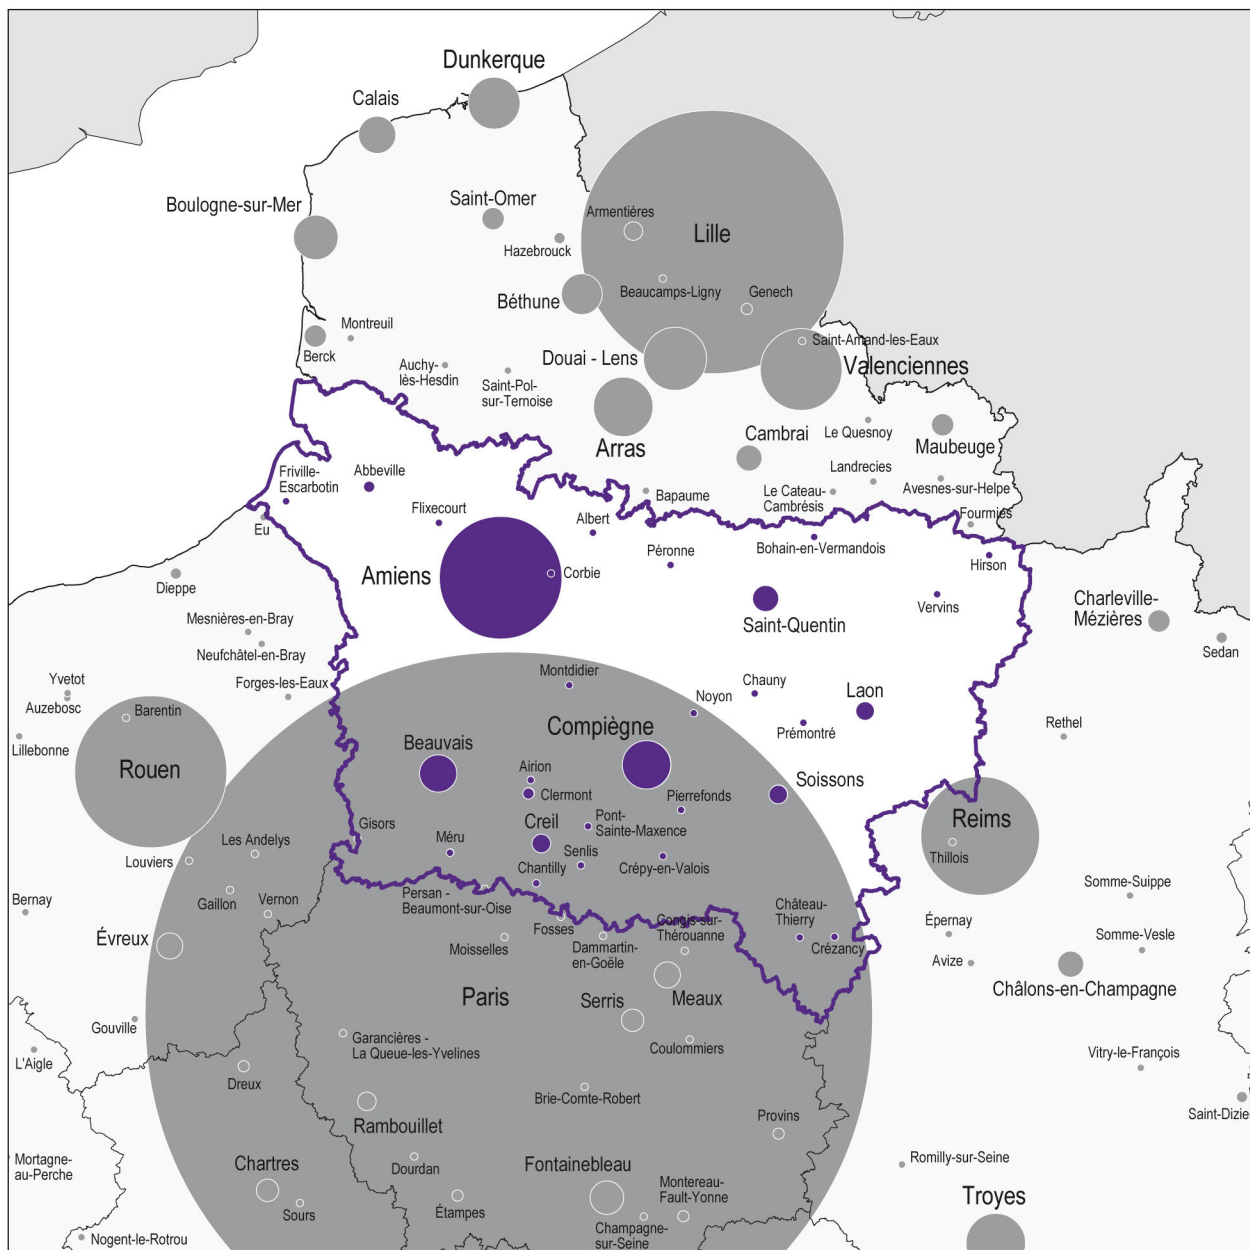 Dunkerque
Calais
Boulogne-sur-Mer
Saint-Omer
Armentières
Lille
Hazebrouck
Béthune
Beaucamps-Ligny
Genech
Montreuil
Berck
Auchy-
lès-Hesdin
Saint-Pol-
sur-Ternoise
Douai - Lens
Saint-Amand-les-Eaux
Valenciennes
Arras
Cambrai
Le Quesnoy
Maubeuge
Landrecies
Avesnes-sur-Helpe
Le Cateau-
Cambrésis
Bapaume
Fourmies
Friville-
Escarbotin
Abbeville
Flixecourt
Albert
Eu
Péronne
Bohain-en-Vermandois
Hirson
Amiens
Corbie
Dieppe
Saint-Quentin
Vervins
Charleville-
Mézières
Sedan
Mesnières-en-Bray
Neufchâtel-en-Bray
Forges-les-Eaux
Yvetot
Auzebosc
Barentin
Lillebonne
Rouen
Montdidier
Noyon
Chauny
Laon
Prémontré
Rethel
Beauvais
Compiègne
Airion
Clermont
Soissons
Pierrefonds
Pont-
Sainte-Maxence
Creil
Reims
Thillois
Gisors
Méru
Senlis
Chantilly
Crépy-en-Valois
Les Andelys
Louviers
Gaillon
Vernon
Bernay
Persan -
Beaumont-sur-Oise
Fosses
Congis-sur-
Thérouanne
Château-
Thierry
Crézancy
Somme-Suippe
Épernay
Somme-Vesle
Avize
Châlons-en-Champagne
Évreux
Moisselles
Dammartin-
en-Goële
Paris
Serris
Meaux
Gouville
Garancières -
La Queue-les-Yvelines
Coulommiers
L'Aigle
Vitry-le-François
Dreux
Brie-Comte-Robert
Saint-Dizie
Rambouillet
Provins
Mortagne-
au-Perche
Chartres
Dourdan
Fontainebleau
Montereau-
Fault-Yonne
Romilly-sur-Seine
Sours
Étampes
Champagne-
sur-Seine
Troyes
Nogent-le-Rotrou